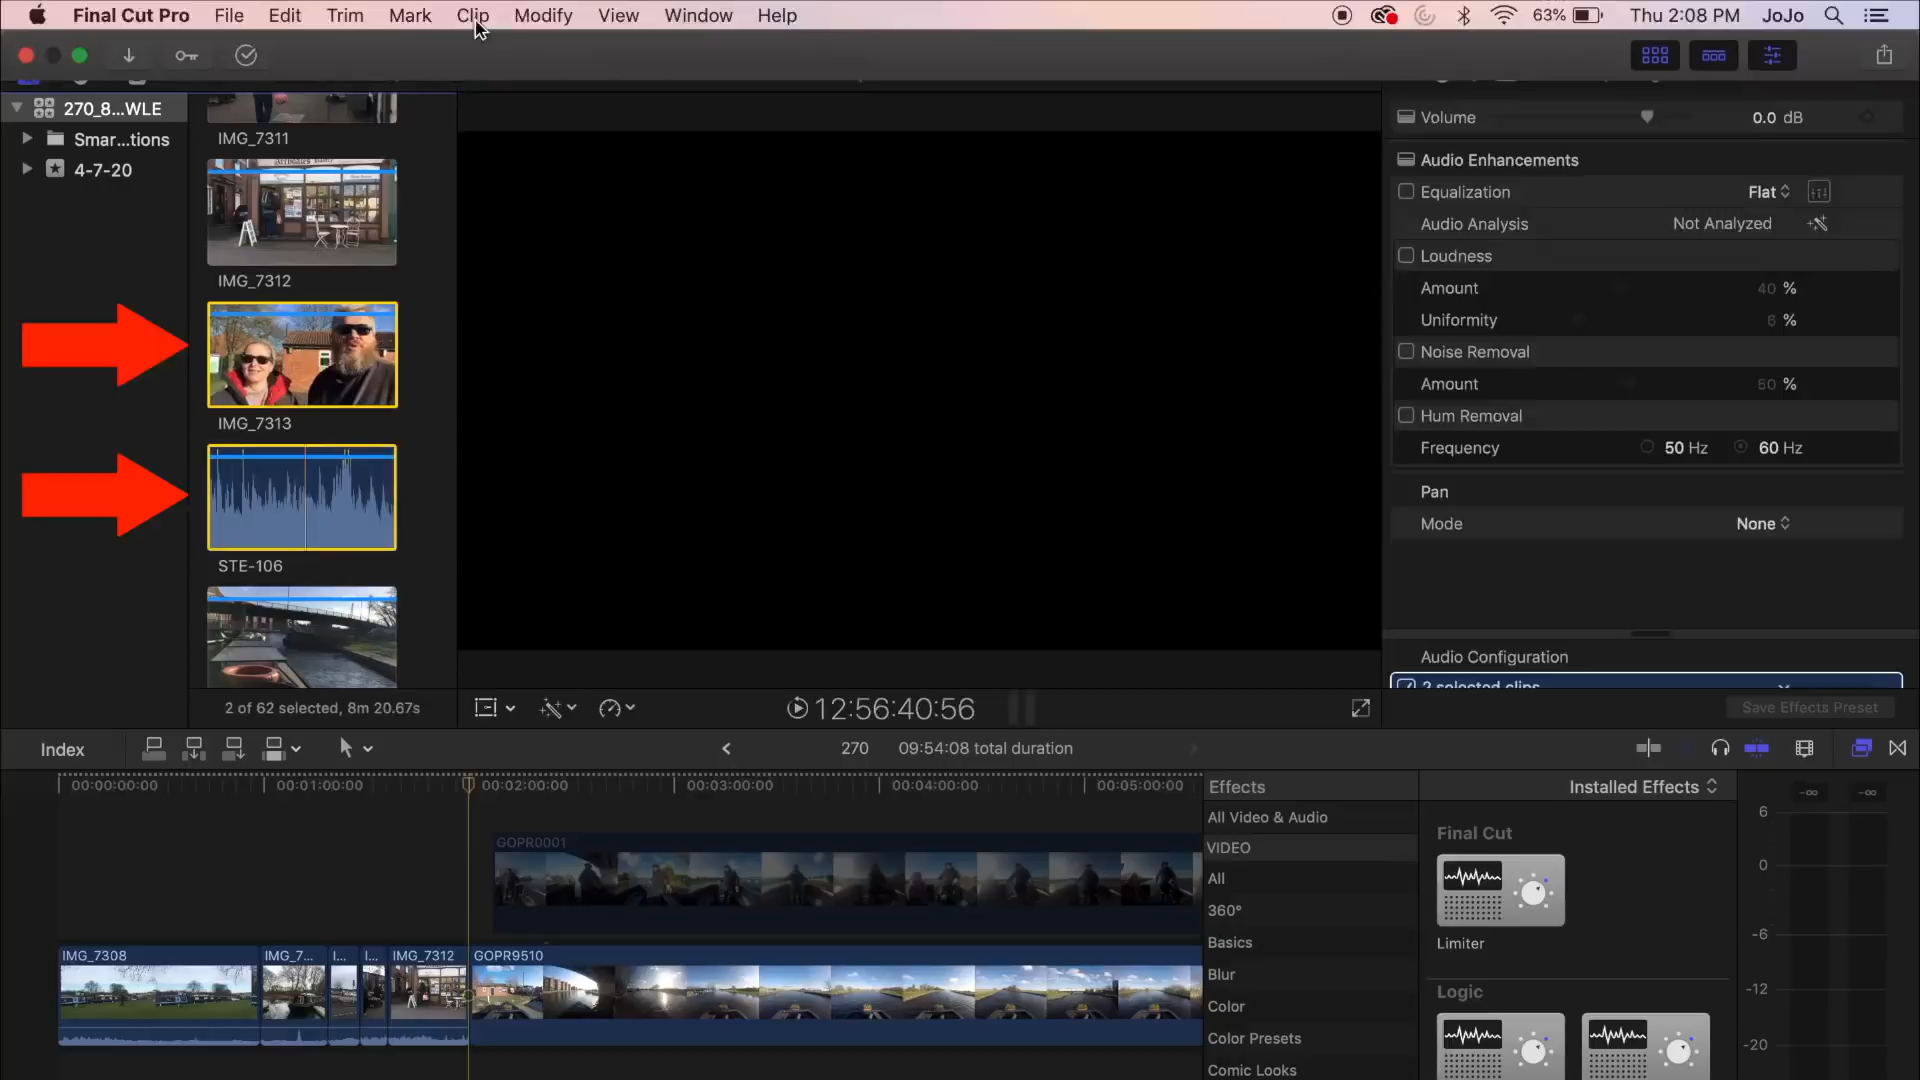 Final Cut Pro File Edit Trim Mark Clip Modify View Window Help 63% Thu 2:08 PM JoJo
270_8...WLE
Smar...tions
4-7-20
IMG_7311
IMG_7312
IMG_7313
STE-106
2 of 62 selected, 8m 20.67s
12:56:40:56
Volume 0.0 dB
Audio Enhancements
Equalization Flat
Audio Analysis Not Analyzed
Loudness
Amount 40 %
Uniformity 6 %
Noise Removal
Amount 50 %
Hum Removal
Frequency 50 Hz 60 Hz
Pan
Mode None
Audio Configuration
2 selected clips
Save Effects Preset
Index 270 09:54:08 total duration
00:00:00:00 00:01:00:00 00:02:00:00 00:03:00:00 00:04:00:00 00:05:00:00
GOPR0001
IMG_7308 IMG_7... I... I... IMG_7312 GOPR9510
Effects Installed Effects
All Video & Audio
VIDEO
All
360°
Basics
Blur
Color
Color Presets
Comic Looks
Final Cut
Limiter
Logic
-∞ -∞
6
0
-6
-12
-20